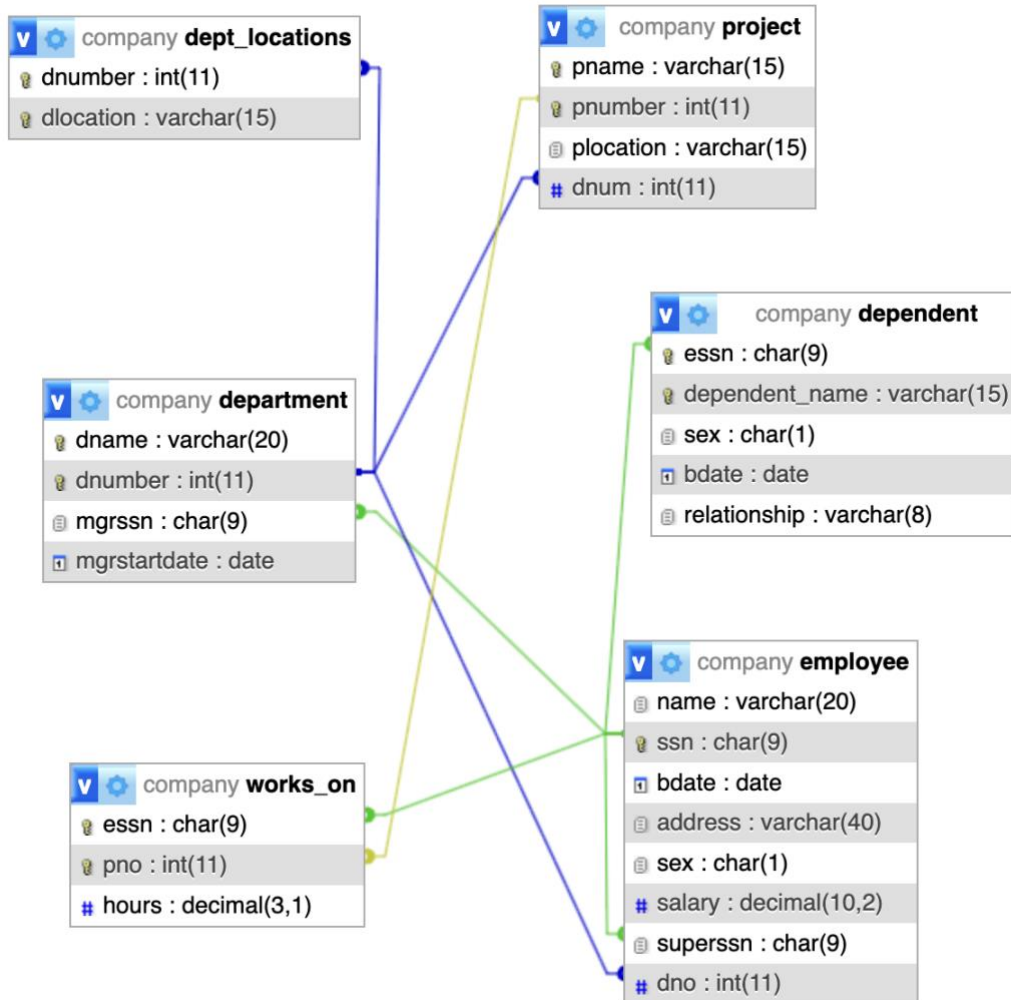 v company dept_locations
dnumber : int(11)
dlocation : varchar(15)
v company project
pname : varchar(15)
pnumber : int(11)
plocation : varchar(15)
# dnum : int(11)
v company dependent
essn : char(9)
dependent_name : varchar(15)
sex : char(1)
bdate : date
relationship : varchar(8)
v company department
dname : varchar(20)
dnumber : int(11)
mgrssn : char(9)
mgrstartdate : date
v company employee
name : varchar(20)
ssn : char(9)
bdate : date
address : varchar(40)
sex : char(1)
# salary : decimal(10,2)
superssn : char(9)
# dno : int(11)
v company works_on
essn : char(9)
pno : int(11)
# hours : decimal(3,1)